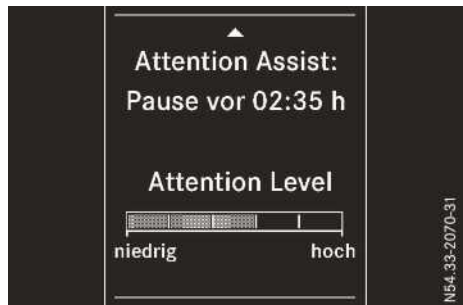 Attention Assist:
Pause vor 02:35 h
Attention Level
niedrig hoch
N54.33-2070-31